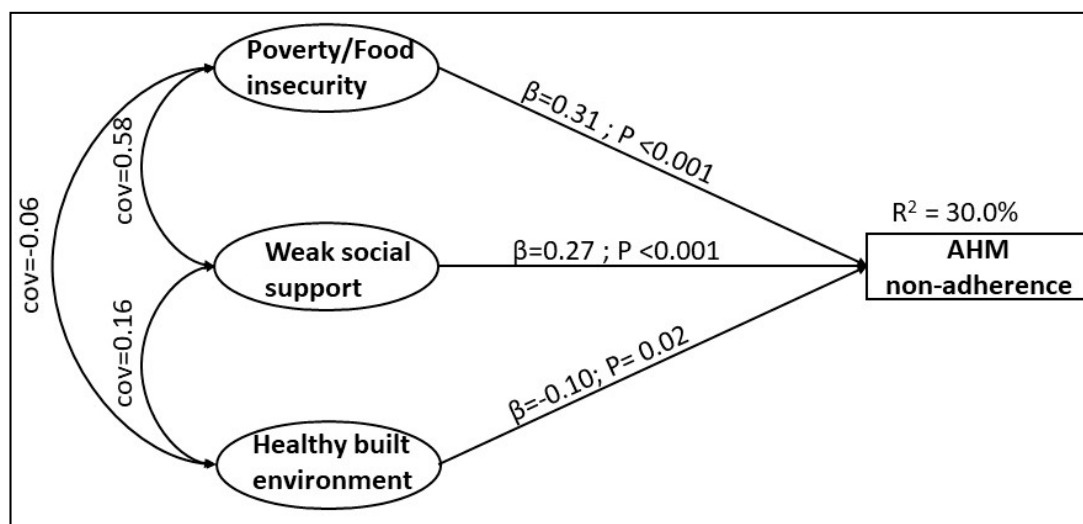 Poverty/Food
insecurity
β=0.31 ; P <0.001
cov=0.58
cov=-0.06
R² = 30.0%
AHM
non-adherence
Weak social
support
β=0.27 ; P <0.001
cov=0.16
β=-0.10; P= 0.02
Healthy built
environment